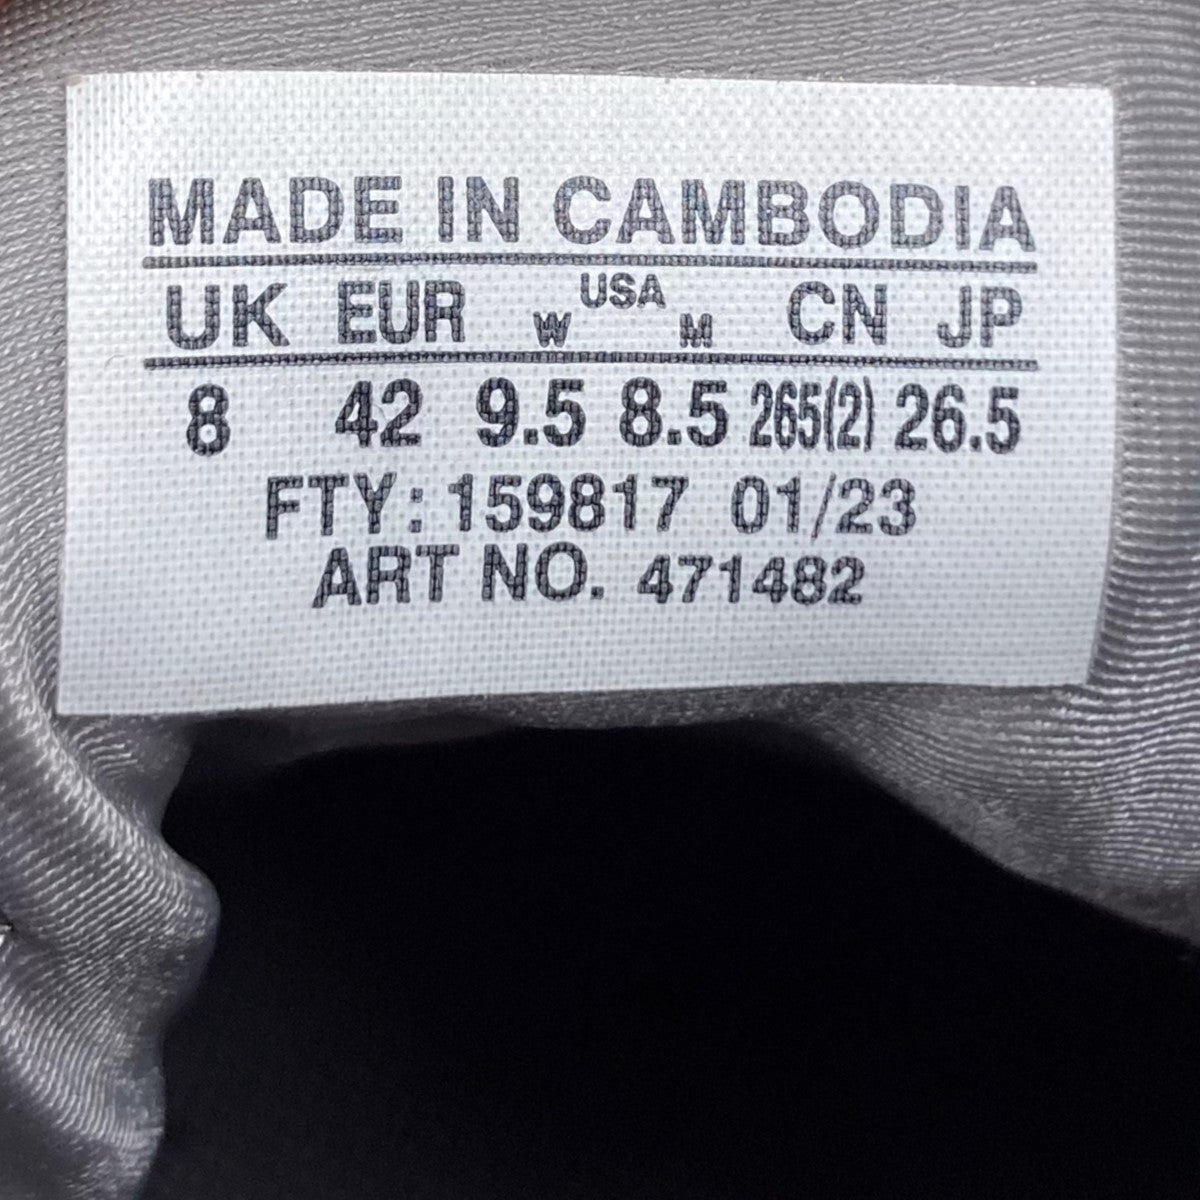 MADE IN CAMBODIA
UK EUR W USA M CN JP
8 42 9.5 8.5 265(2) 26.5
FTY: 159817 01/23
ART NO. 471482